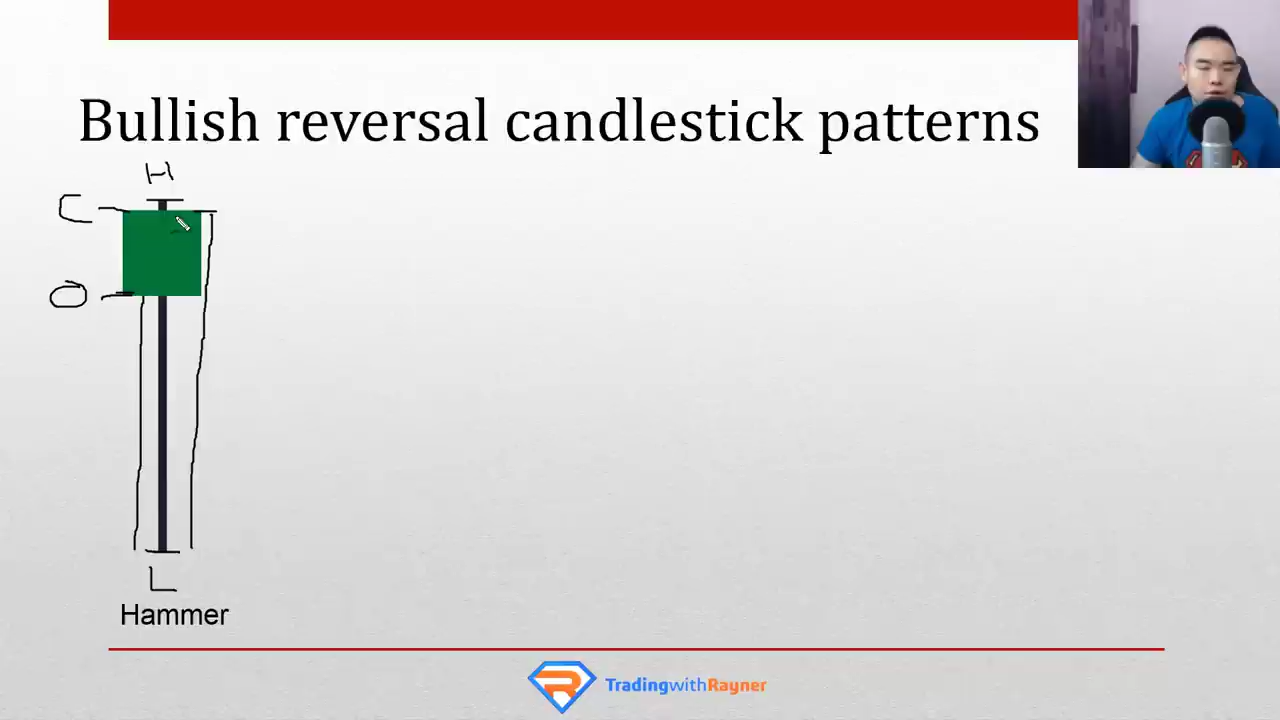 Bullish reversal candlestick patterns
H
C
O
L
Hammer
TradingwithRayner